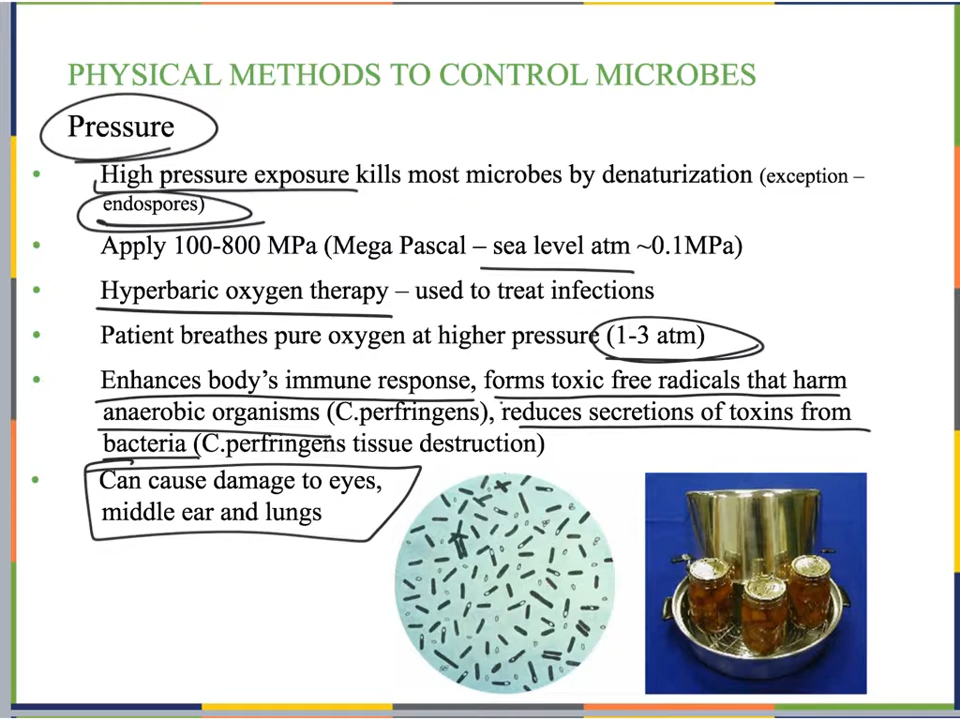 PHYSICAL METHODS TO CONTROL MICROBES
Pressure
• High pressure exposure kills most microbes by denaturization (exception –
endospores)
• Apply 100-800 MPa (Mega Pascal – sea level atm ~0.1MPa)
• Hyperbaric oxygen therapy – used to treat infections
• Patient breathes pure oxygen at higher pressure (1-3 atm)
• Enhances body's immune response, forms toxic free radicals that harm
anaerobic organisms (C.perfringens), reduces secretions of toxins from
bacteria (C.perfringens tissue destruction)
• Can cause damage to eyes,
middle ear and lungs